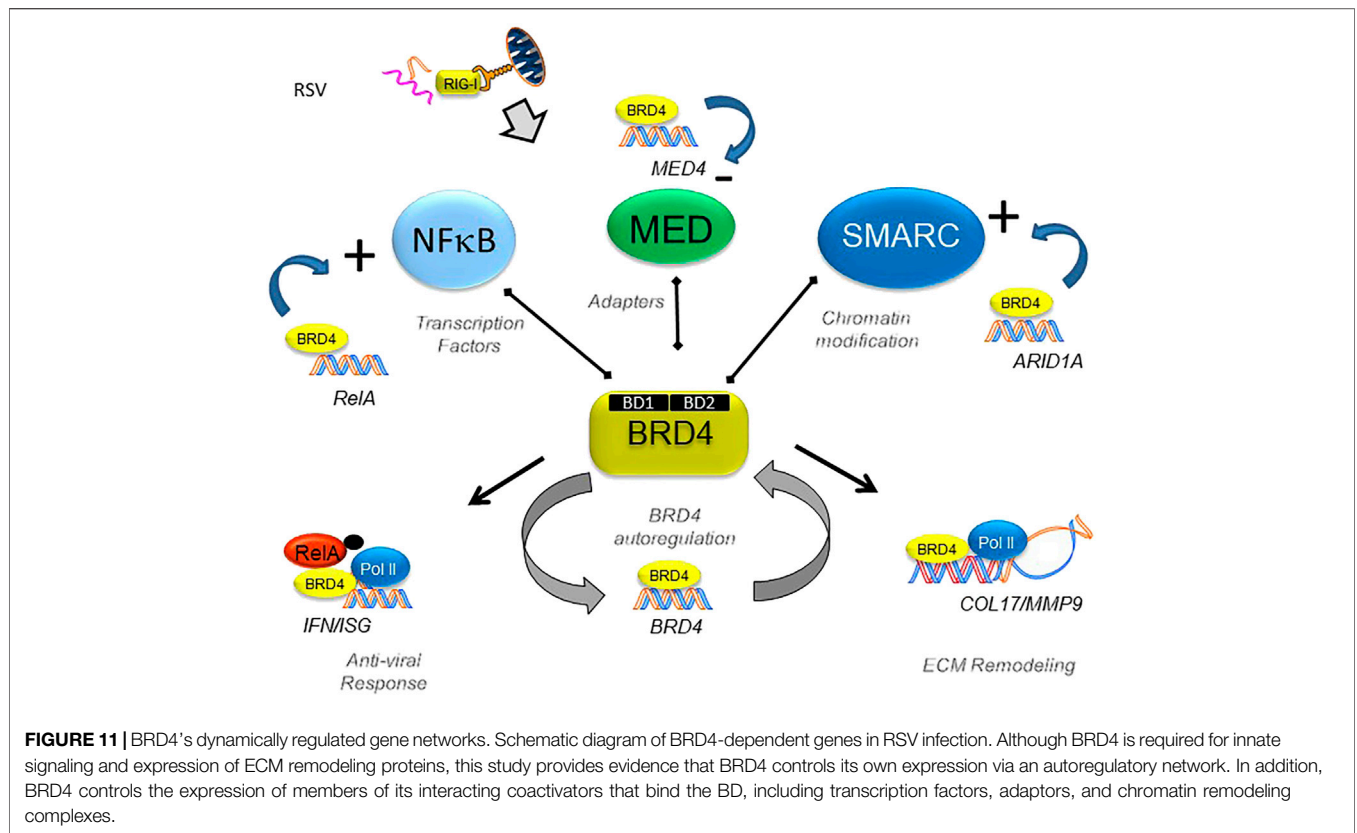 RSV
RIG-I
BRD4
MED4
−
NFκB
MED
SMARC
+
+
BRD4
RelA
Transcription
Factors
Adapters
Chromatin
modification
BRD4
ARID1A
BD1 BD2
BRD4
BRD4
autoregulation
BRD4
BRD4
RelA
Pol II
BRD4
IFN/ISG
Anti-viral
Response
BRD4
Pol II
COL17/MMP9
ECM Remodeling
FIGURE 11 | BRD4's dynamically regulated gene networks. Schematic diagram of BRD4-dependent genes in RSV infection. Although BRD4 is required for innate
signaling and expression of ECM remodeling proteins, this study provides evidence that BRD4 controls its own expression via an autoregulatory network. In addition,
BRD4 controls the expression of members of its interacting coactivators that bind the BD, including transcription factors, adaptors, and chromatin remodeling
complexes.